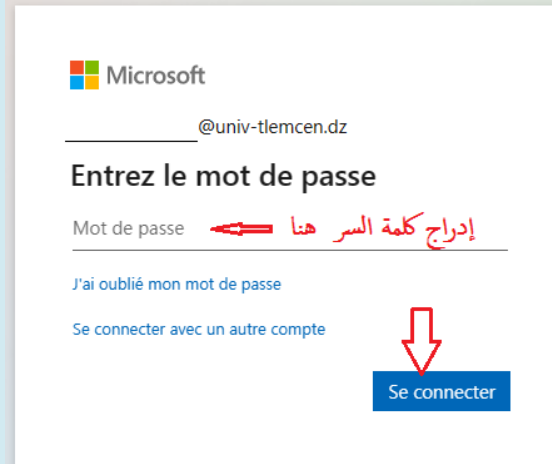 Microsoft
@univ-tlemcen.dz
Entrez le mot de passe
Mot de passe إدراج كلمة السر هنا
J'ai oublié mon mot de passe
Se connecter avec un autre compte
Se connecter